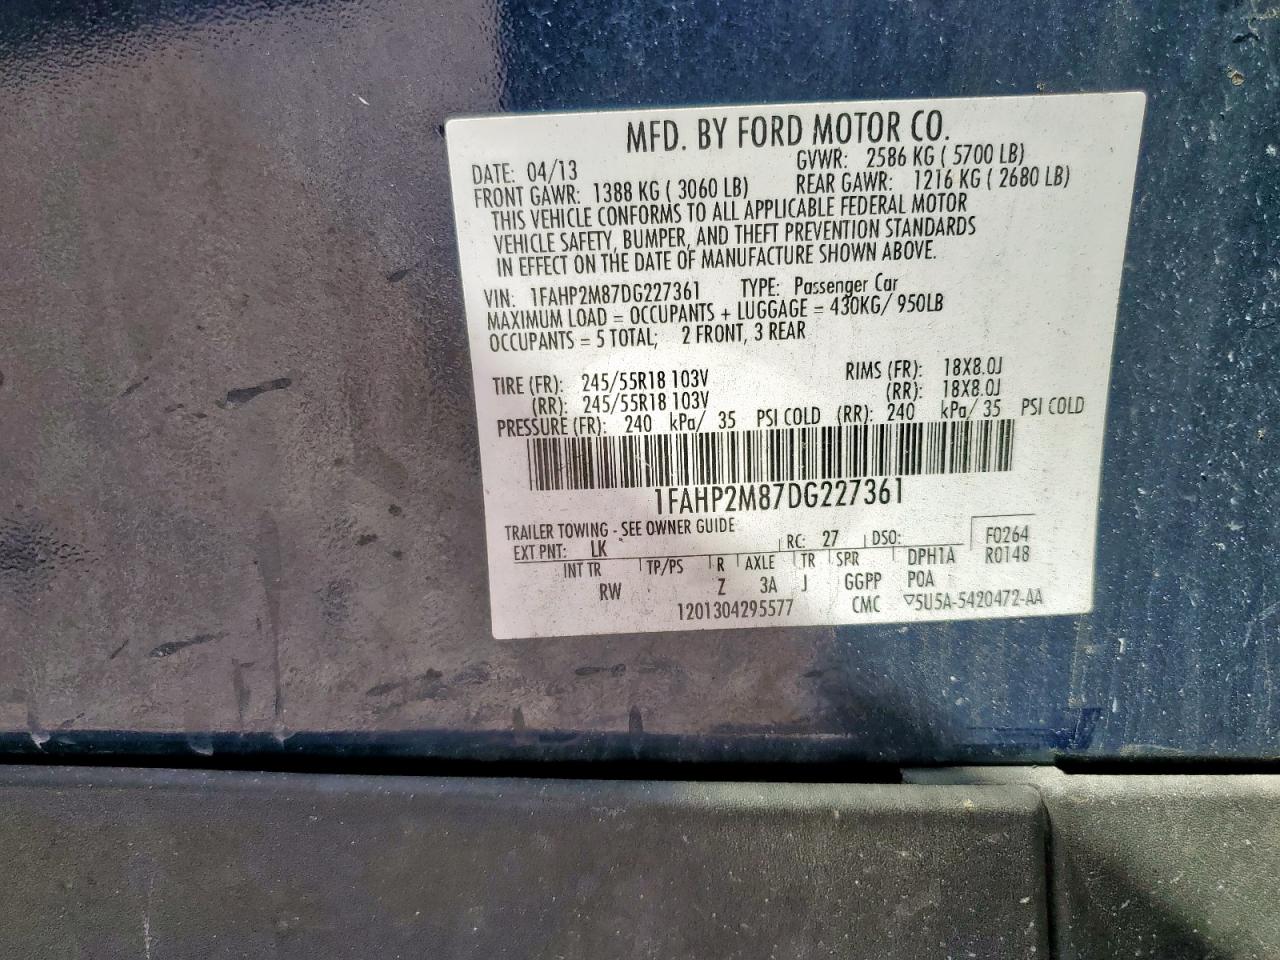 MFD. BY FORD MOTOR CO.
DATE: 04/13 GVWR: 2586 KG ( 5700 LB)
FRONT GAWR: 1388 KG ( 3060 LB) REAR GAWR: 1216 KG ( 2680 LB)
THIS VEHICLE CONFORMS TO ALL APPLICABLE FEDERAL MOTOR
VEHICLE SAFETY, BUMPER, AND THEFT PREVENTION STANDARDS
IN EFFECT ON THE DATE OF MANUFACTURE SHOWN ABOVE.
VIN: 1FAHP2M87DG227361 TYPE: Passenger Car
MAXIMUM LOAD = OCCUPANTS + LUGGAGE = 430KG/ 950LB
OCCUPANTS = 5 TOTAL; 2 FRONT, 3 REAR
TIRE (FR): 245/55R18 103V RIMS (FR): 18X8.0J
(RR): 245/55R18 103V (RR): 18X8.0J
PRESSURE (FR): 240 kPa/ 35 PSI COLD (RR): 240 kPa/ 35 PSI COLD
1FAHP2M87DG227361
TRAILER TOWING - SEE OWNER GUIDE
EXT PNT: LK RC: 27 DSO: F0264
INT TR TP/PS R AXLE TR SPR DPH1A R0148
RW Z 3A J GGPP POA
1201304295577 CMC ▽5U5A-5420472-AA